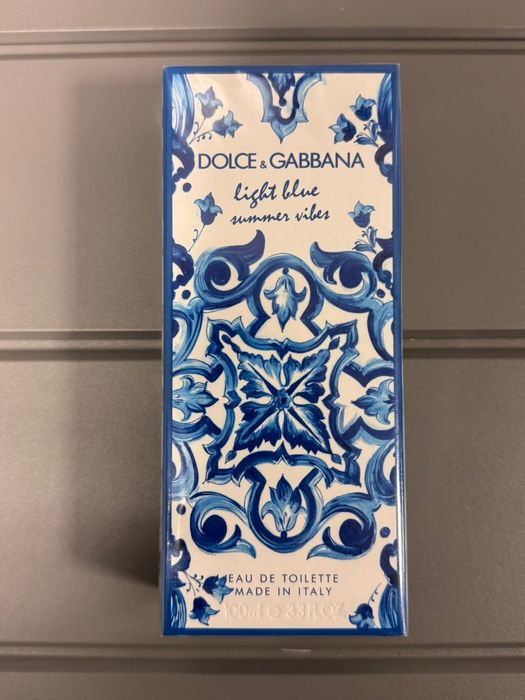 DOLCE & GABBANA
light blue
summer vibes
EAU DE TOILETTE
MADE IN ITALY
100ml ℮ 3.3 FL.OZ.